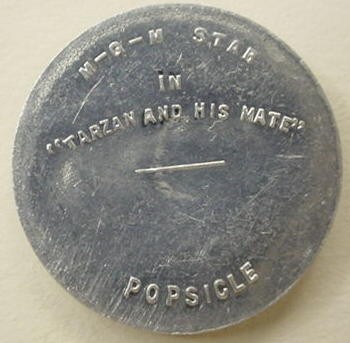 M-G-M STAR
IN
"TARZAN AND HIS MATE"
POPSICLE